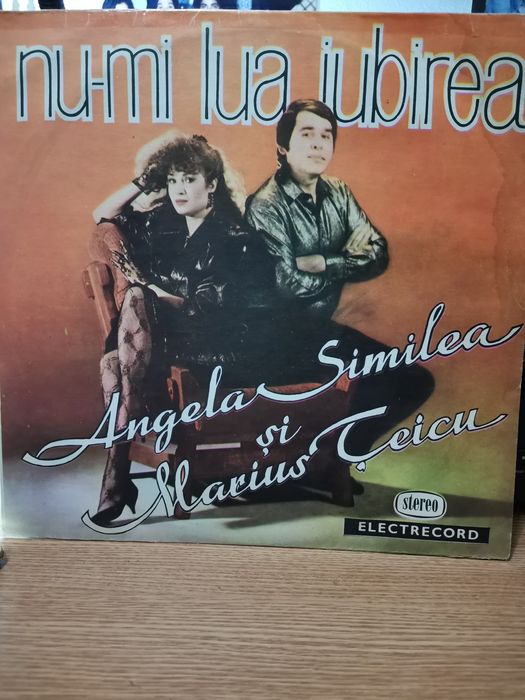 nu-mi lua iubirea
Angela Similea
și
Marius Țeicu
stereo
ELECTRECORD